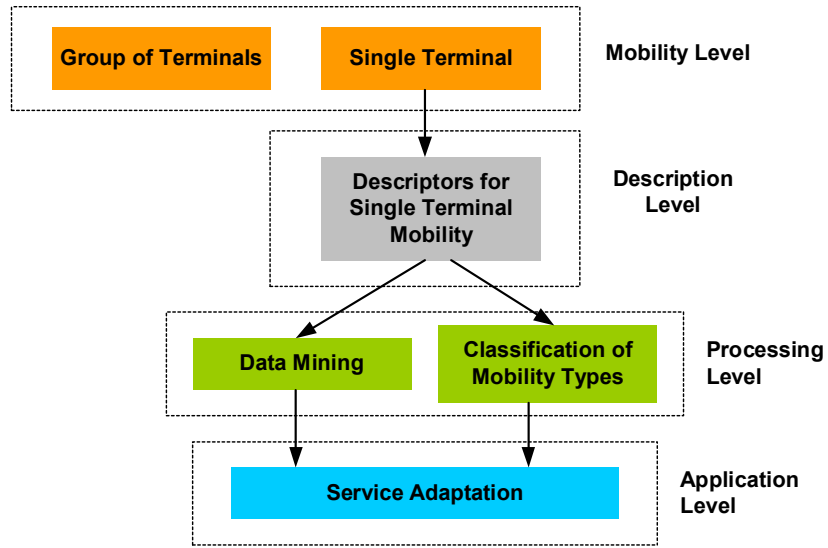 Group of Terminals
Single Terminal
Mobility Level
Descriptors for
Single Terminal
Mobility
Description
Level
Data Mining
Classification of
Mobility Types
Processing
Level
Service Adaptation
Application
Level